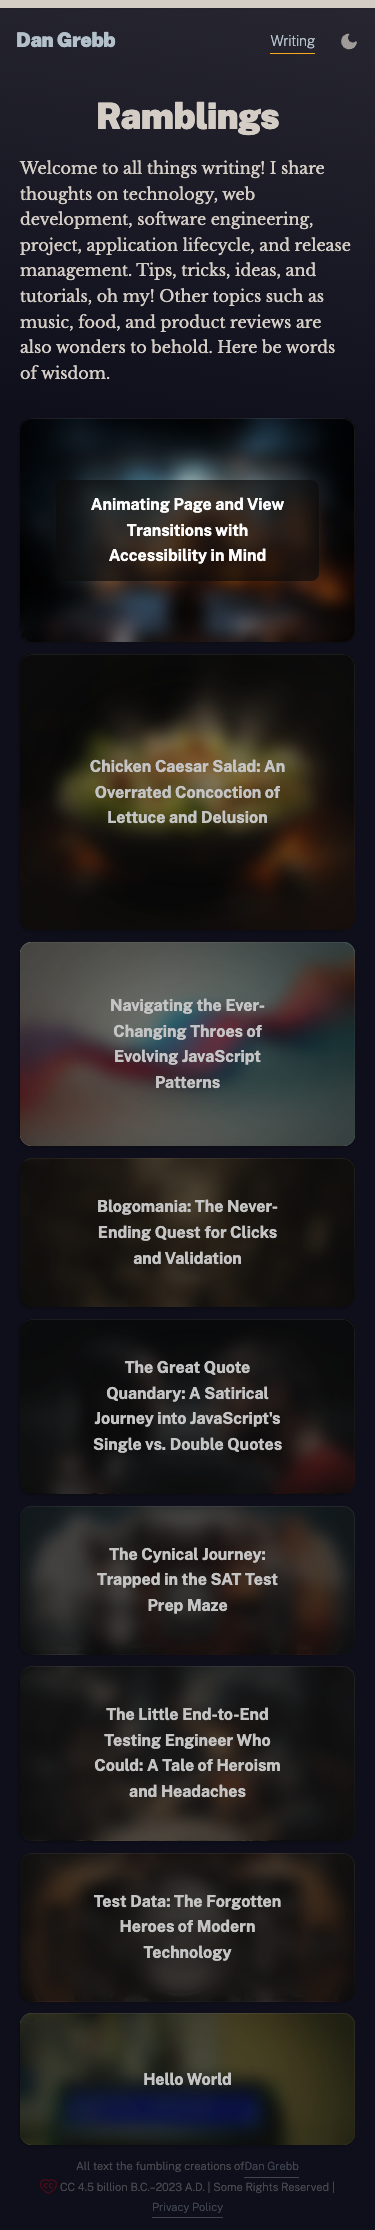 Dan Grebb
Writing
Ramblings
Welcome to all things writing! I share
thoughts on technology, web
development, software engineering,
project, application lifecycle, and release
management. Tips, tricks, ideas, and
tutorials, oh my! Other topics such as
music, food, and product reviews are
also wonders to behold. Here be words
of wisdom.
Animating Page and View
Transitions with
Accessibility in Mind
Chicken Caesar Salad: An
Overrated Concoction of
Lettuce and Delusion
Navigating the Ever-
Changing Throes of
Evolving JavaScript
Patterns
Blogomania: The Never-
Ending Quest for Clicks
and Validation
The Great Quote
Quandary: A Satirical
Journey into JavaScript's
Single vs. Double Quotes
The Cynical Journey:
Trapped in the SAT Test
Prep Maze
The Little End-to-End
Testing Engineer Who
Could: A Tale of Heroism
and Headaches
Test Data: The Forgotten
Heroes of Modern
Technology
Hello World
All text the fumbling creations ofDan Grebb
CC 4.5 billion B.C.–2023 A.D. | Some Rights Reserved |
Privacy Policy